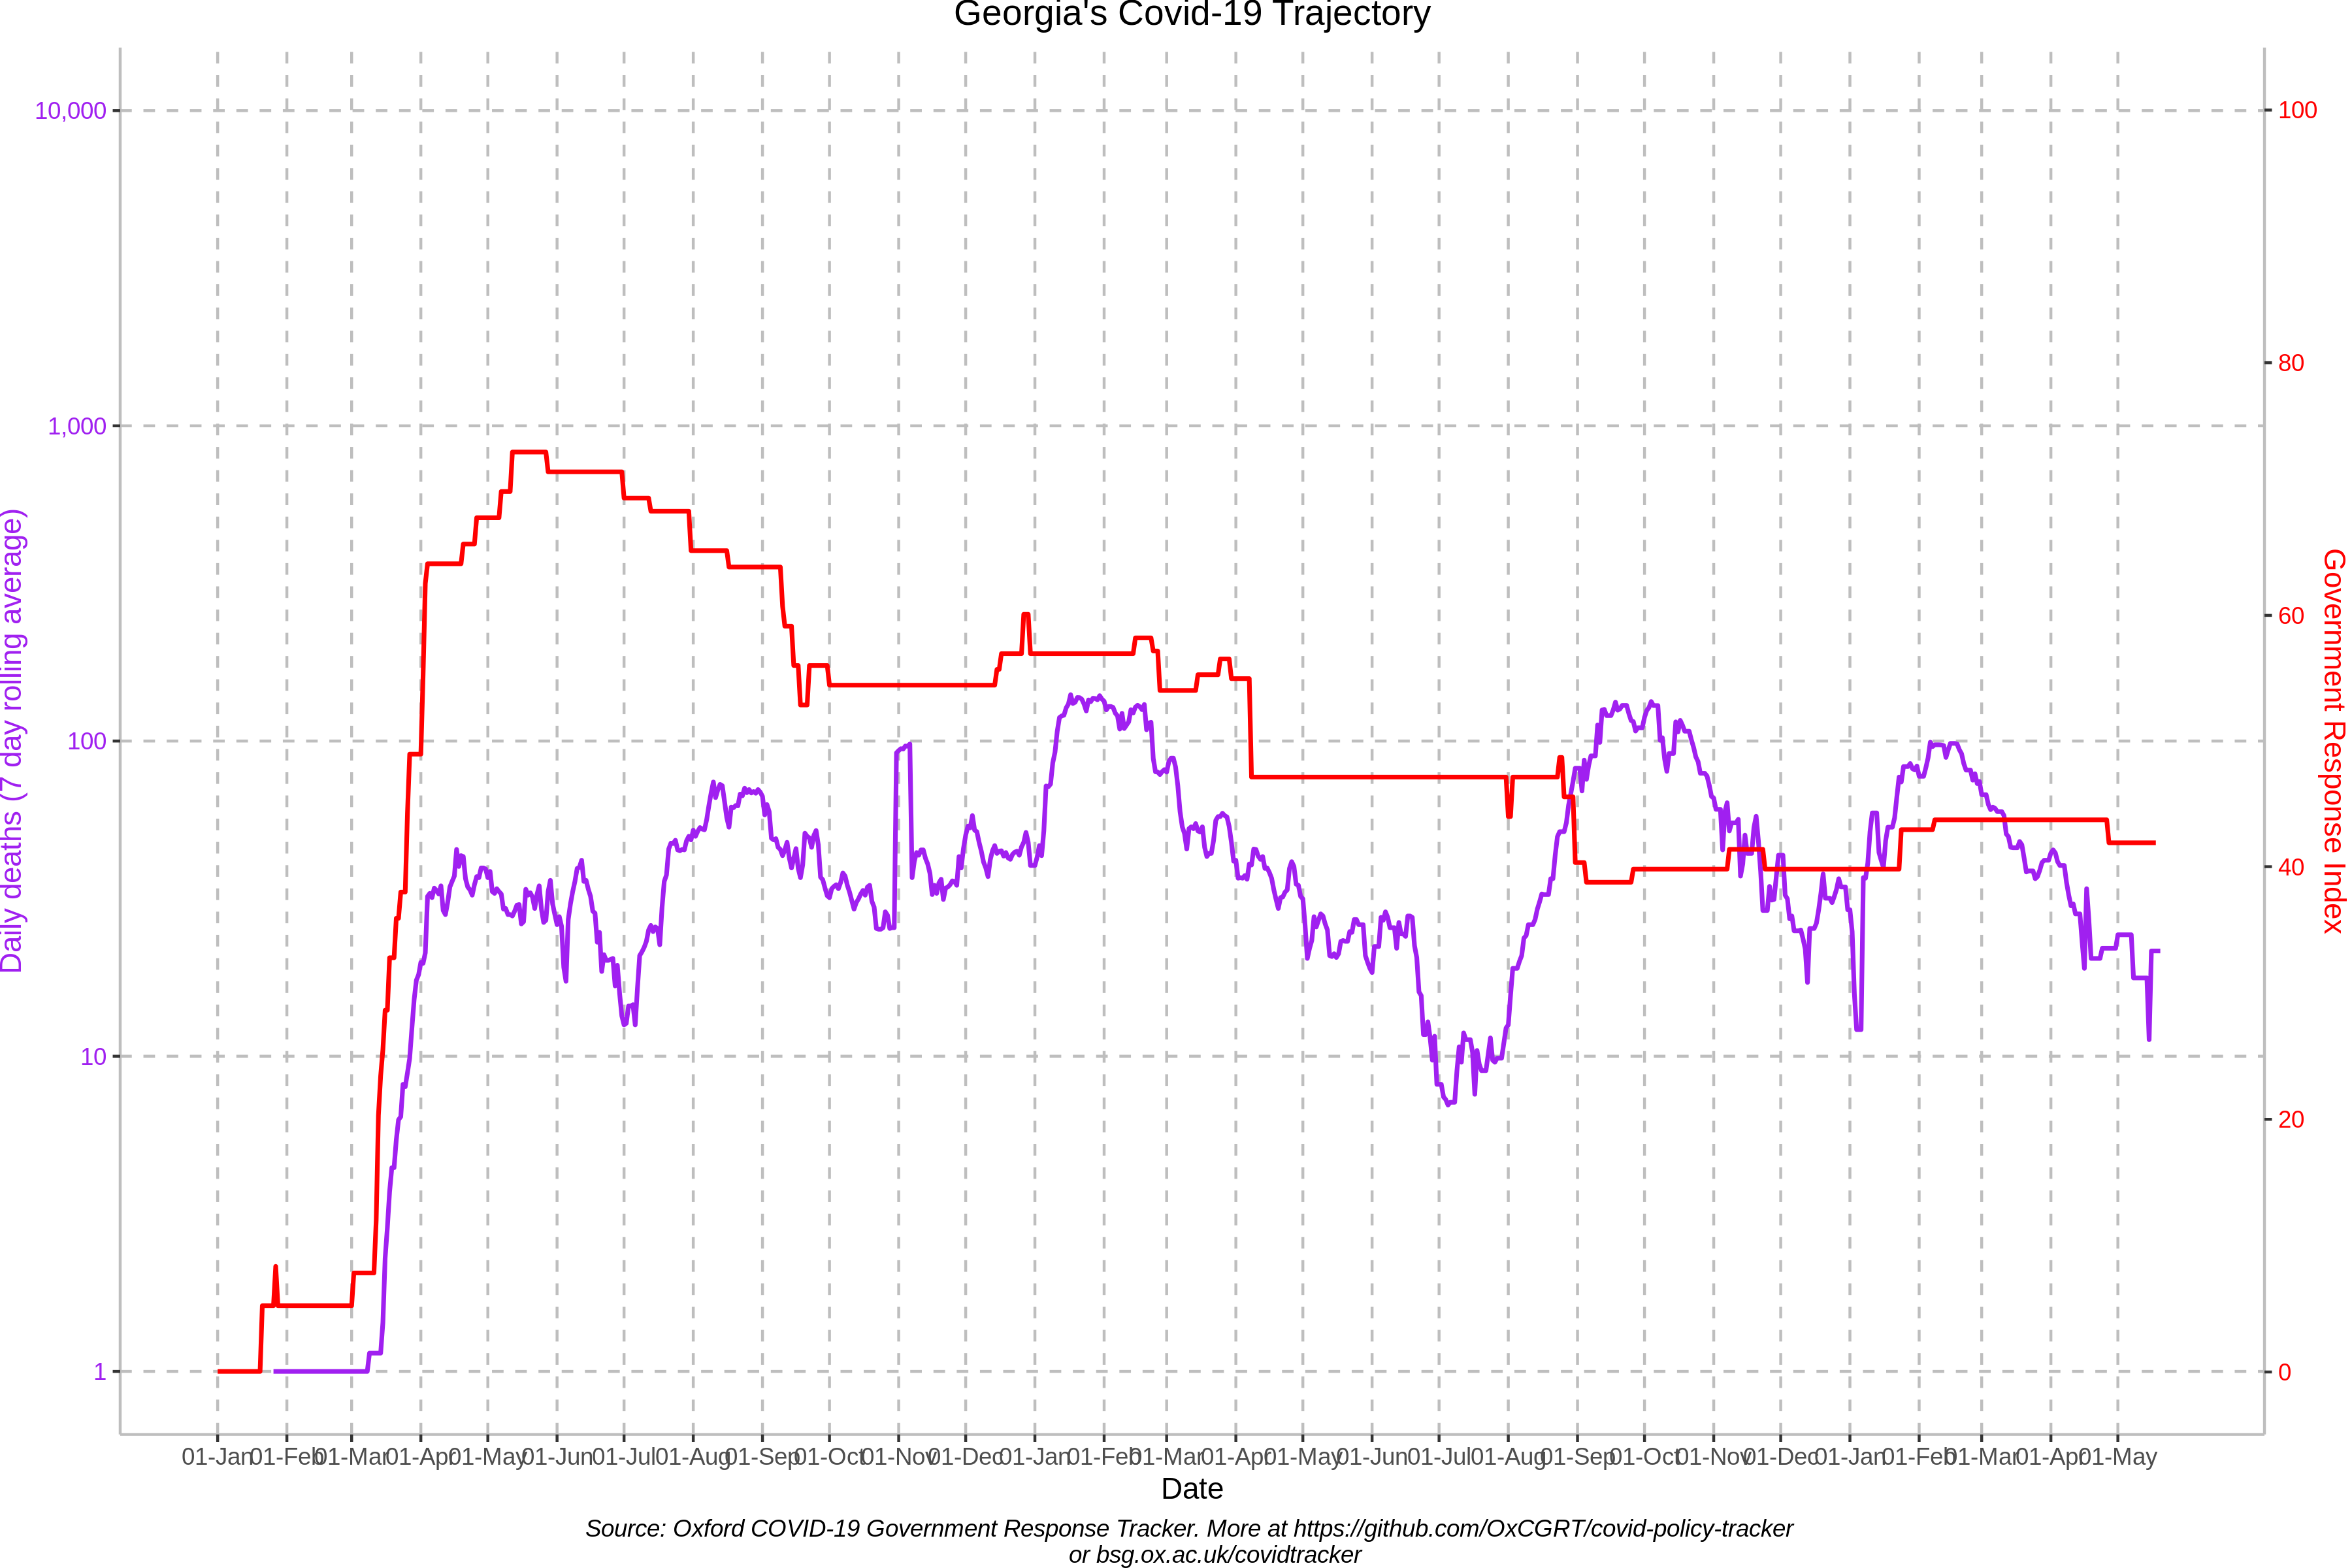 Georgia's Covid-19 Trajectory
10,000
1,000
100
10
1
Daily deaths (7 day rolling average)
100
80
60
40
20
0
Government Response Index
01-Jan 01-Feb 01-Mar 01-Apr 01-May 01-Jun 01-Jul 01-Aug 01-Sep 01-Oct 01-Nov 01-Dec 01-Jan 01-Feb 01-Mar 01-Apr 01-May 01-Jun 01-Jul 01-Aug 01-Sep 01-Oct 01-Nov 01-Dec 01-Jan 01-Feb 01-Mar 01-Apr 01-May
Date
Source: Oxford COVID-19 Government Response Tracker. More at https://github.com/OxCGRT/covid-policy-tracker
or bsg.ox.ac.uk/covidtracker